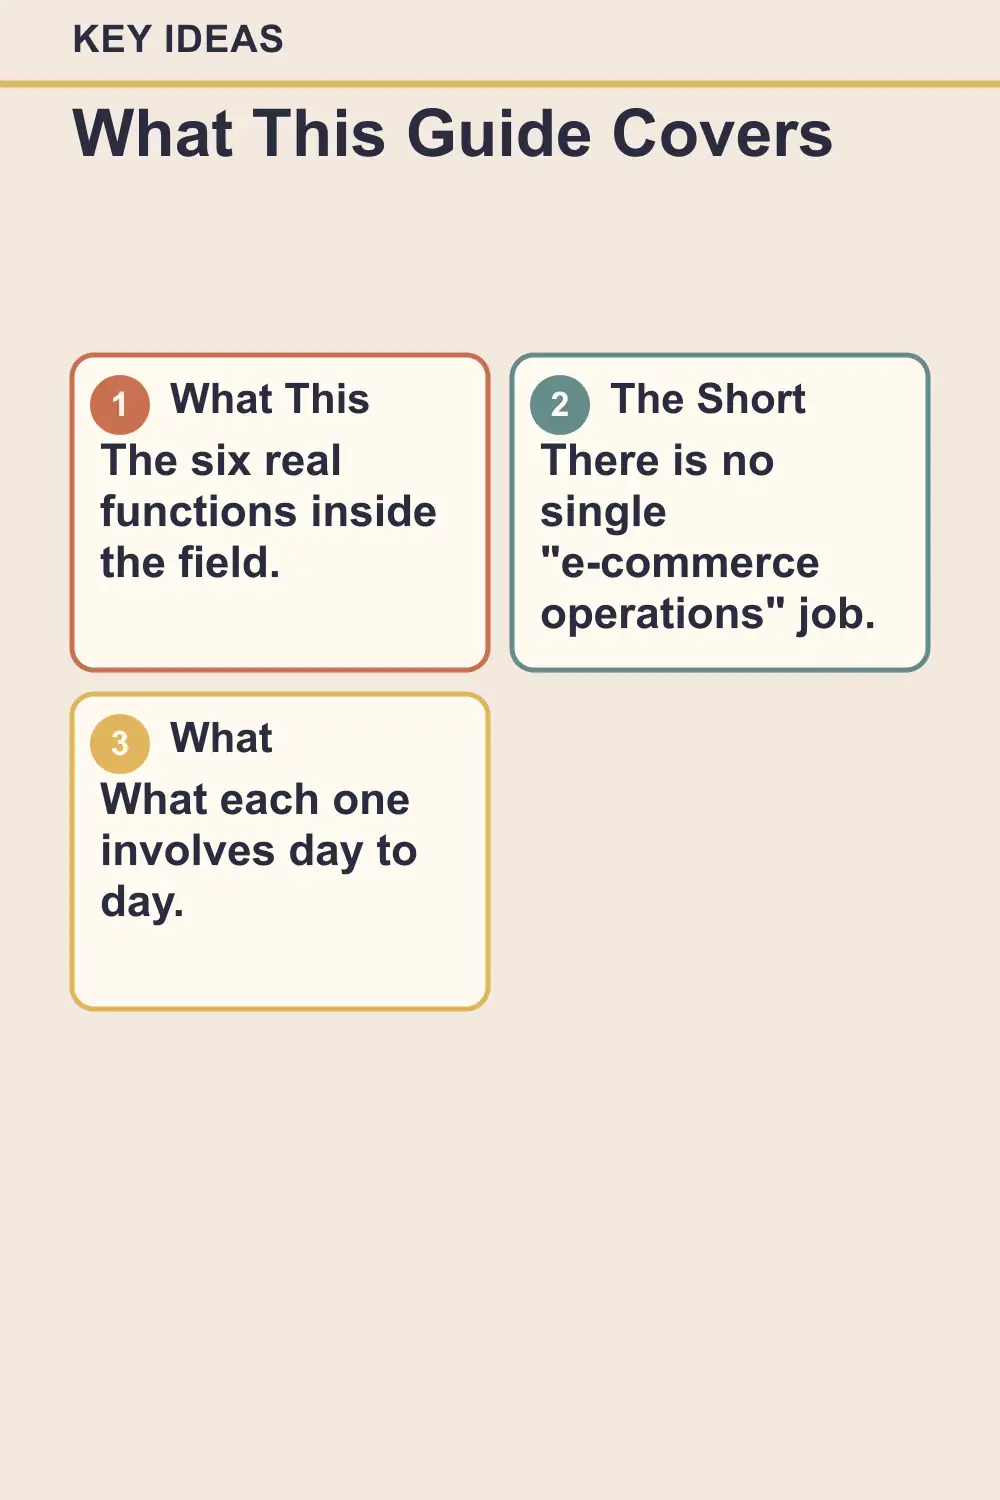 KEY IDEAS
What This Guide Covers
1 What This
The six real
functions inside
the field.
2 The Short
There is no
single
"e-commerce
operations" job.
3 What
What each one
involves day to
day.